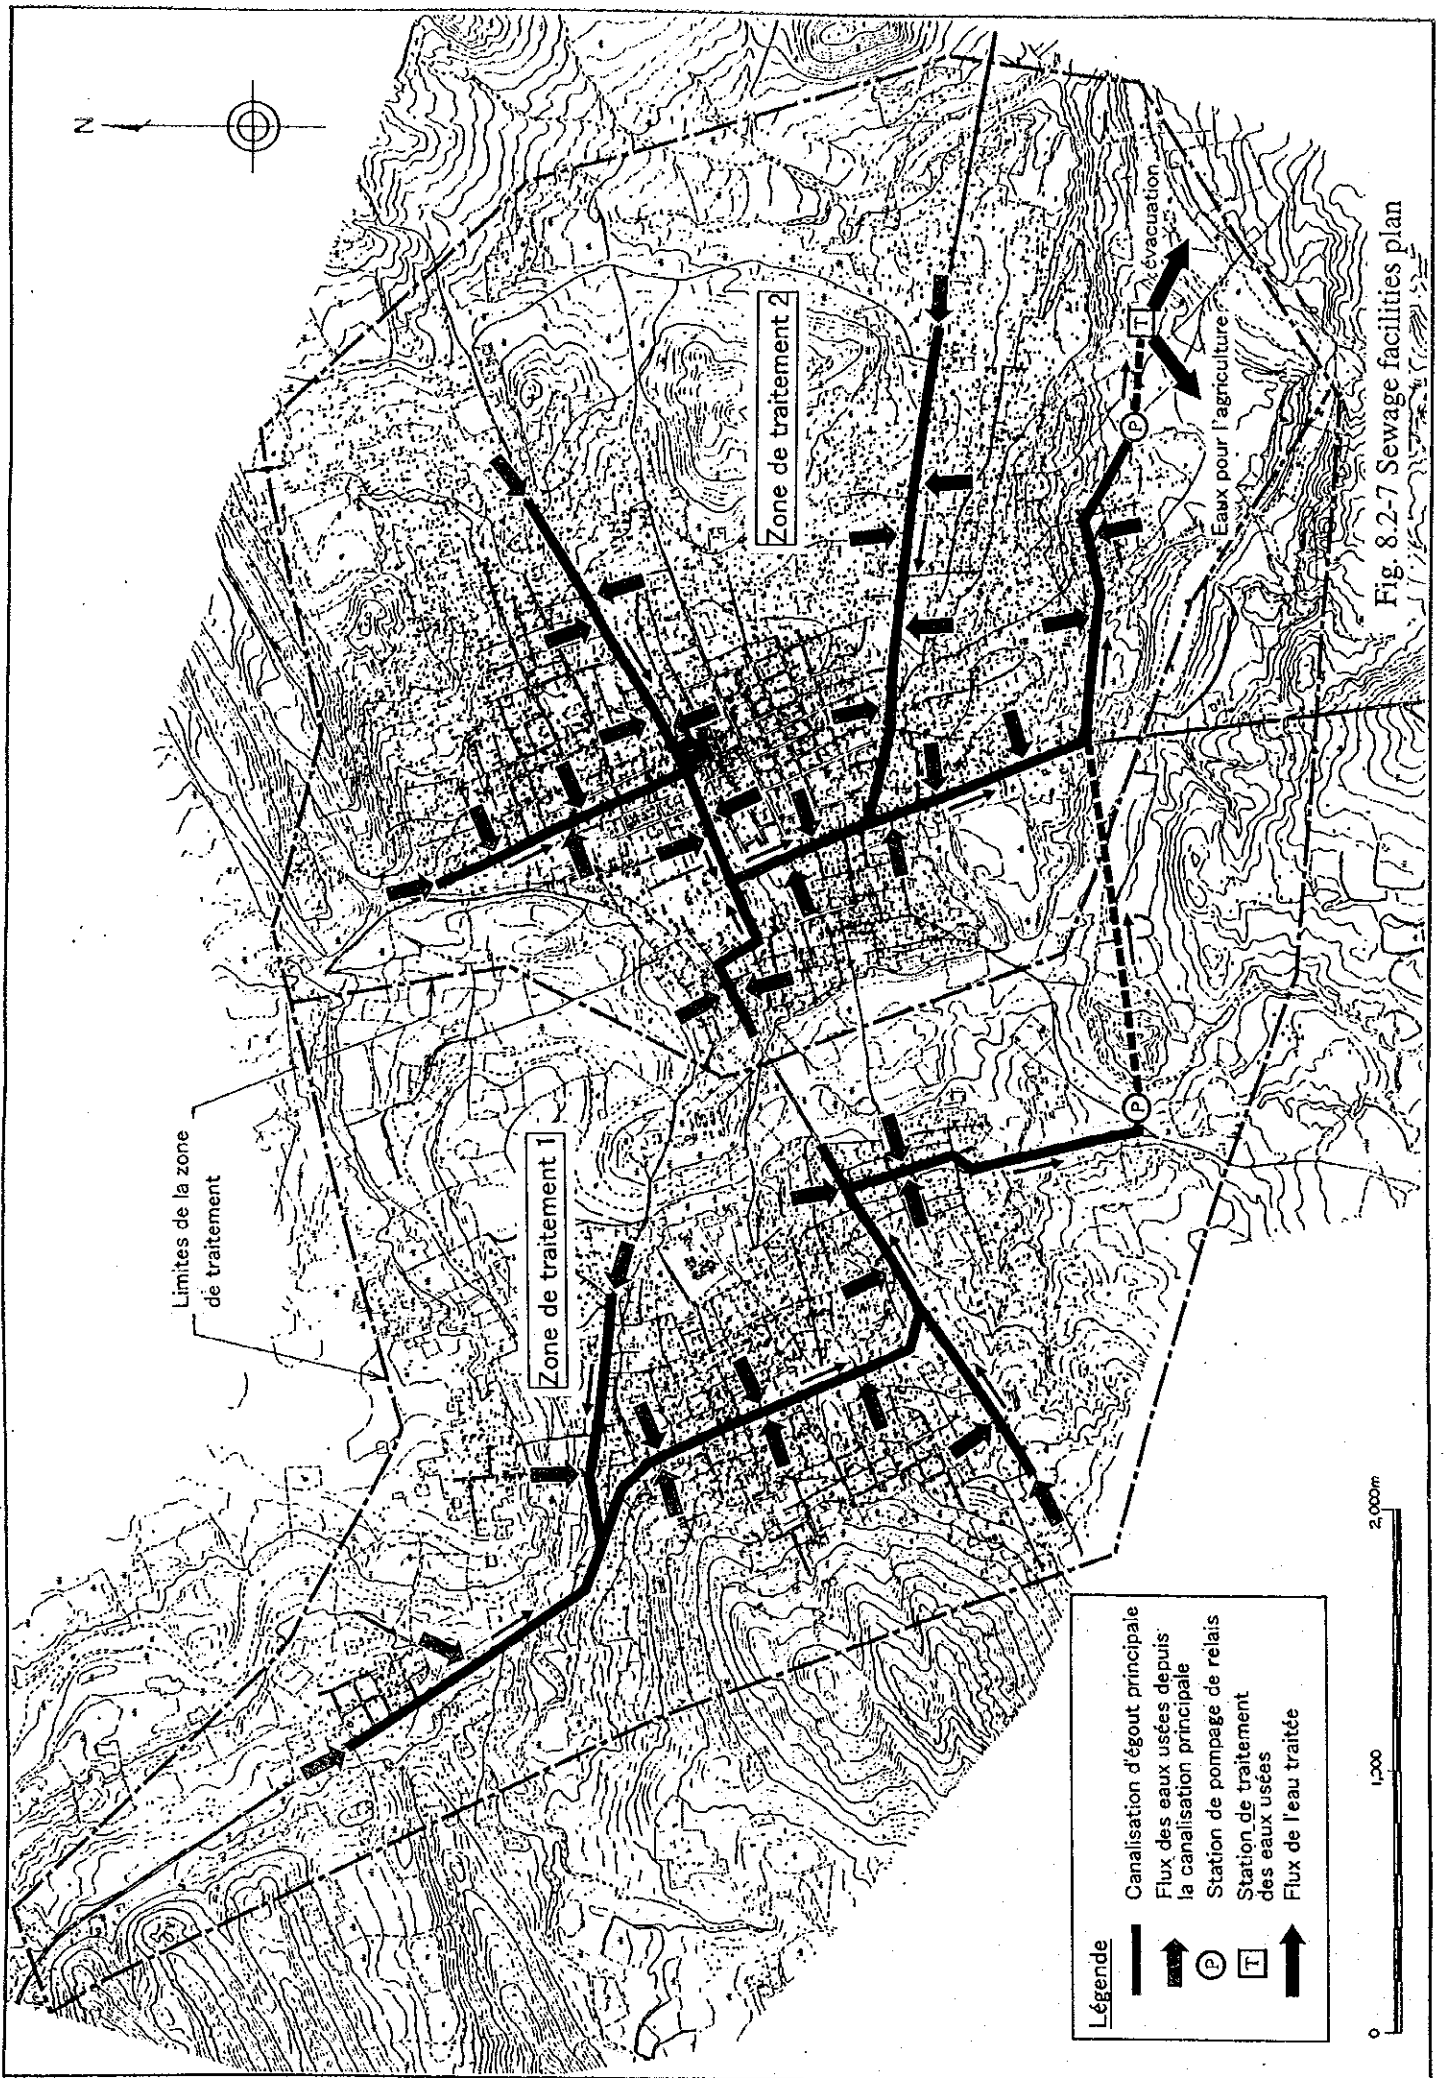 N
Limites de la zone
de traitement
Zone de traitement 1
Zone de traitement 2
évacuation
T
P
Eaux pour l'agriculture
P
Légende
Canalisation d'égout principale
Flux des eaux usées depuis
la canalisation principale
P
Station de pompage de relais
T
Station de traitement
des eaux usées
Flux de l'eau traitée
0
1,000
2,000m
Fig. 8.2-7 Sewage facilities plan